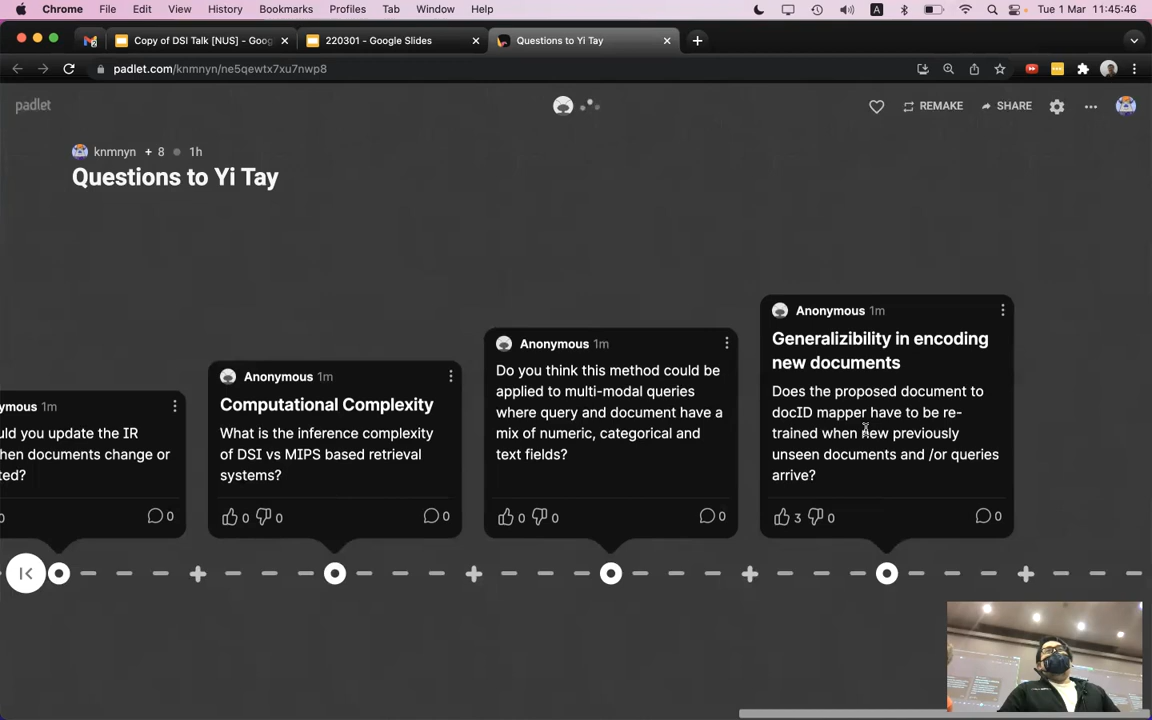 Chrome File Edit View History Bookmarks Profiles Tab Window Help A Tue 1 Mar 11:45:46
Copy of DSI Talk [NUS] - Goog 220301 - Google Slides Questions to Yi Tay
padlet.com/knmnyn/ne5qewtx7xu7nwp8
padlet REMAKE SHARE
knmnyn + 8 1h
Questions to Yi Tay
ymous 1m
uld you update the IR
hen documents change or
ted?
0 0
Anonymous 1m
Computational Complexity
What is the inference complexity
of DSI vs MIPS based retrieval
systems?
0 0 0
Anonymous 1m
Do you think this method could be
applied to multi-modal queries
where query and document have a
mix of numeric, categorical and
text fields?
0 0 0
Anonymous 1m
Generalizibility in encoding
new documents
Does the proposed document to
docID mapper have to be re-
trained when new previously
unseen documents and /or queries
arrive?
3 0 0